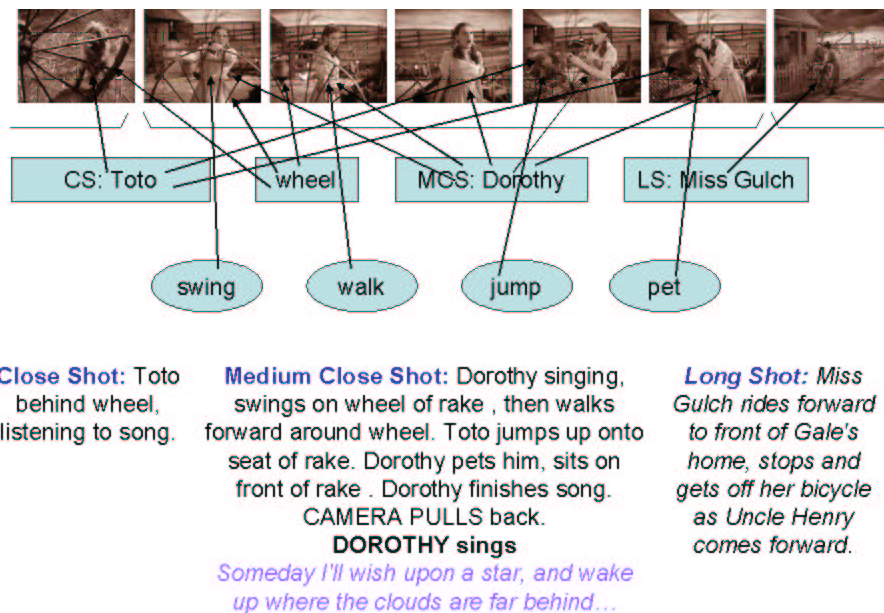 CS: Toto
wheel
MCS: Dorothy
LS: Miss Gulch
swing
walk
jump
pet
Close Shot: Toto
behind wheel,
listening to song.
Medium Close Shot: Dorothy singing,
swings on wheel of rake , then walks
forward around wheel. Toto jumps up onto
seat of rake. Dorothy pets him, sits on
front of rake . Dorothy finishes song.
CAMERA PULLS back.
DOROTHY sings
Someday I'll wish upon a star, and wake
up where the clouds are far behind…
Long Shot: Miss
Gulch rides forward
to front of Gale's
home, stops and
gets off her bicycle
as Uncle Henry
comes forward.